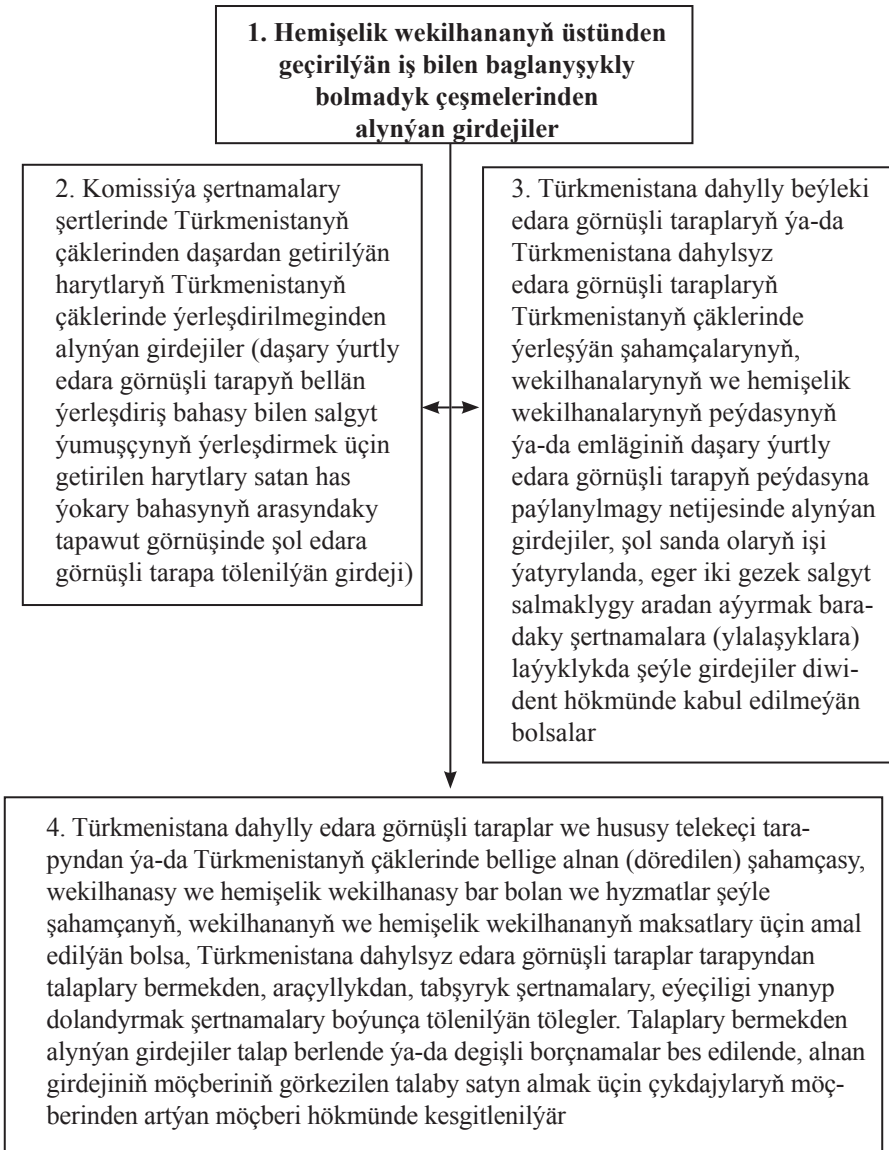 1. Hemişelik wekilhananyň üstünden
geçirilýän iş bilen baglanyşykly
bolmadyk çeşmelerinden
alynýan girdejiler
2. Komissiýa şertnamalary
şertlerinde Türkmenistanyň
çäklerinden daşardan getirilýän
harytlaryň Türkmenistanyň
çäklerinde ýerleşdirilmeginden
alynýan girdejiler (daşary ýurtly
edara görnüşli tarapyň bellän
ýerleşdiriş bahasy bilen salgyt
ýumuşçynyň ýerleşdirmek üçin
getirilen harytlary satan has
ýokary bahasynyň arasyndaky
tapawut görnüşinde şol edara
görnüşli tarapa tölenilýän girdeji)
3. Türkmenistana dahylly beýleki
edara görnüşli taraplaryň ýa-da
Türkmenistana dahylsyz
edara görnüşli taraplaryň
Türkmenistanyň çäklerinde
ýerleşýän şahamçalarynyň,
wekilhanalarynyň we hemişelik
wekilhanalarynyň peýdasynyň
ýa-da emläginiň daşary ýurtly
edara görnüşli tarapyň peýdasyna
paýlanylmagy netijesinde alynýan
girdejiler, şol sanda olaryň işi
ýatyrylanda, eger iki gezek salgyt
salmaklygy aradan aýyrmak bara-
daky şertnamalara (ylalaşyklara)
laýyklykda şeýle girdejiler diwi-
dent hökmünde kabul edilmeýän
bolsalar
4. Türkmenistana dahylly edara görnüşli taraplar we hususy telekeçi tara-
pyndan ýa-da Türkmenistanyň çäklerinde bellige alnan (döredilen) şahamçasy,
wekilhanasy we hemişelik wekilhanasy bar bolan we hyzmatlar şeýle
şahamçanyň, wekilhananyň we hemişelik wekilhananyň maksatlary üçin amal
edilýän bolsa, Türkmenistana dahylsyz edara görnüşli taraplar tarapyndan
talaplary bermekden, araçyllykdan, tabşyryk şertnamalary, eýeçiligi ynanyp
dolandyrmak şertnamalary boýunça tölenilýän tölegler. Talaplary bermekden
alynýan girdejiler talap berlende ýa-da degişli borçnamalar bes edilende, alnan
girdejiniň möçberiniň görkezilen talaby satyn almak üçin çykdajylaryň möç-
berinden artýan möçberi hökmünde kesgitlenilýär